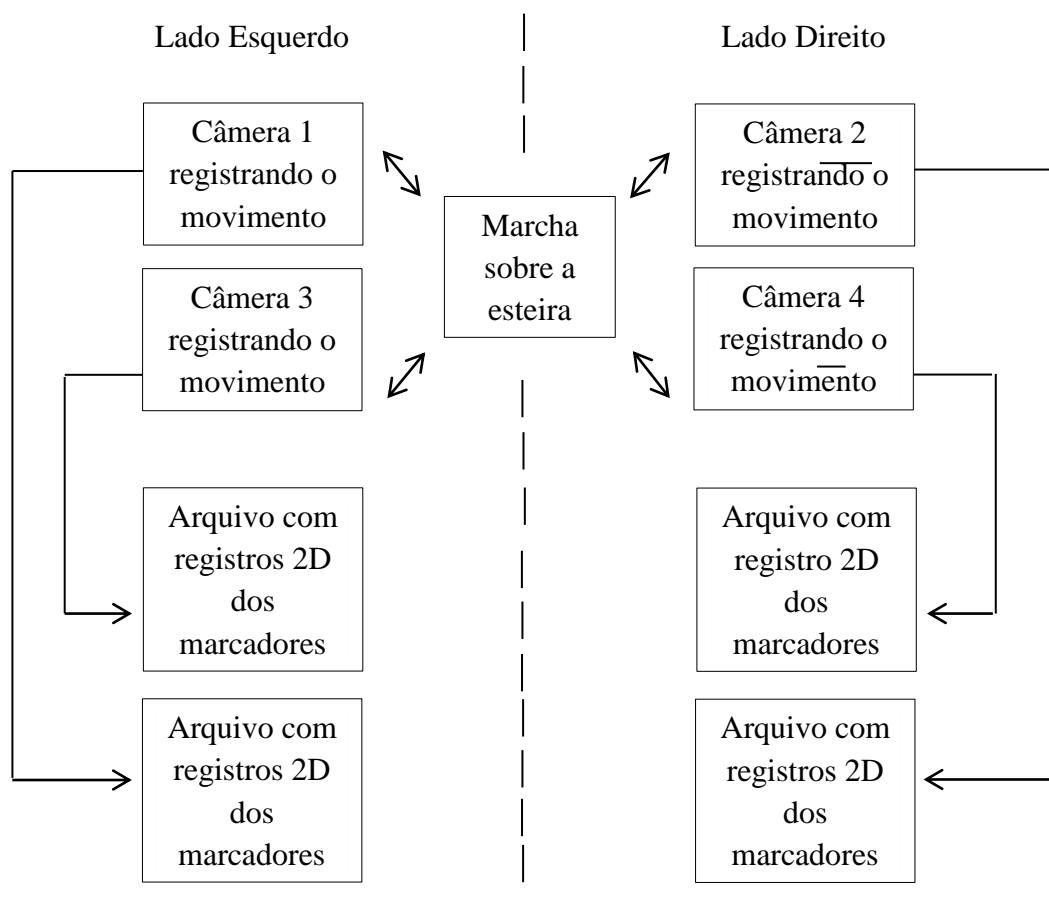 Lado Esquerdo
Lado Direito
Câmera 1
registrando o
movimento
Câmera 2
registrando o
movimento
Marcha
sobre a
esteira
Câmera 3
registrando o
movimento
Câmera 4
registrando o
movimento
Arquivo com
registros 2D
dos
marcadores
Arquivo com
registro 2D
dos
marcadores
Arquivo com
registros 2D
dos
marcadores
Arquivo com
registros 2D
dos
marcadores